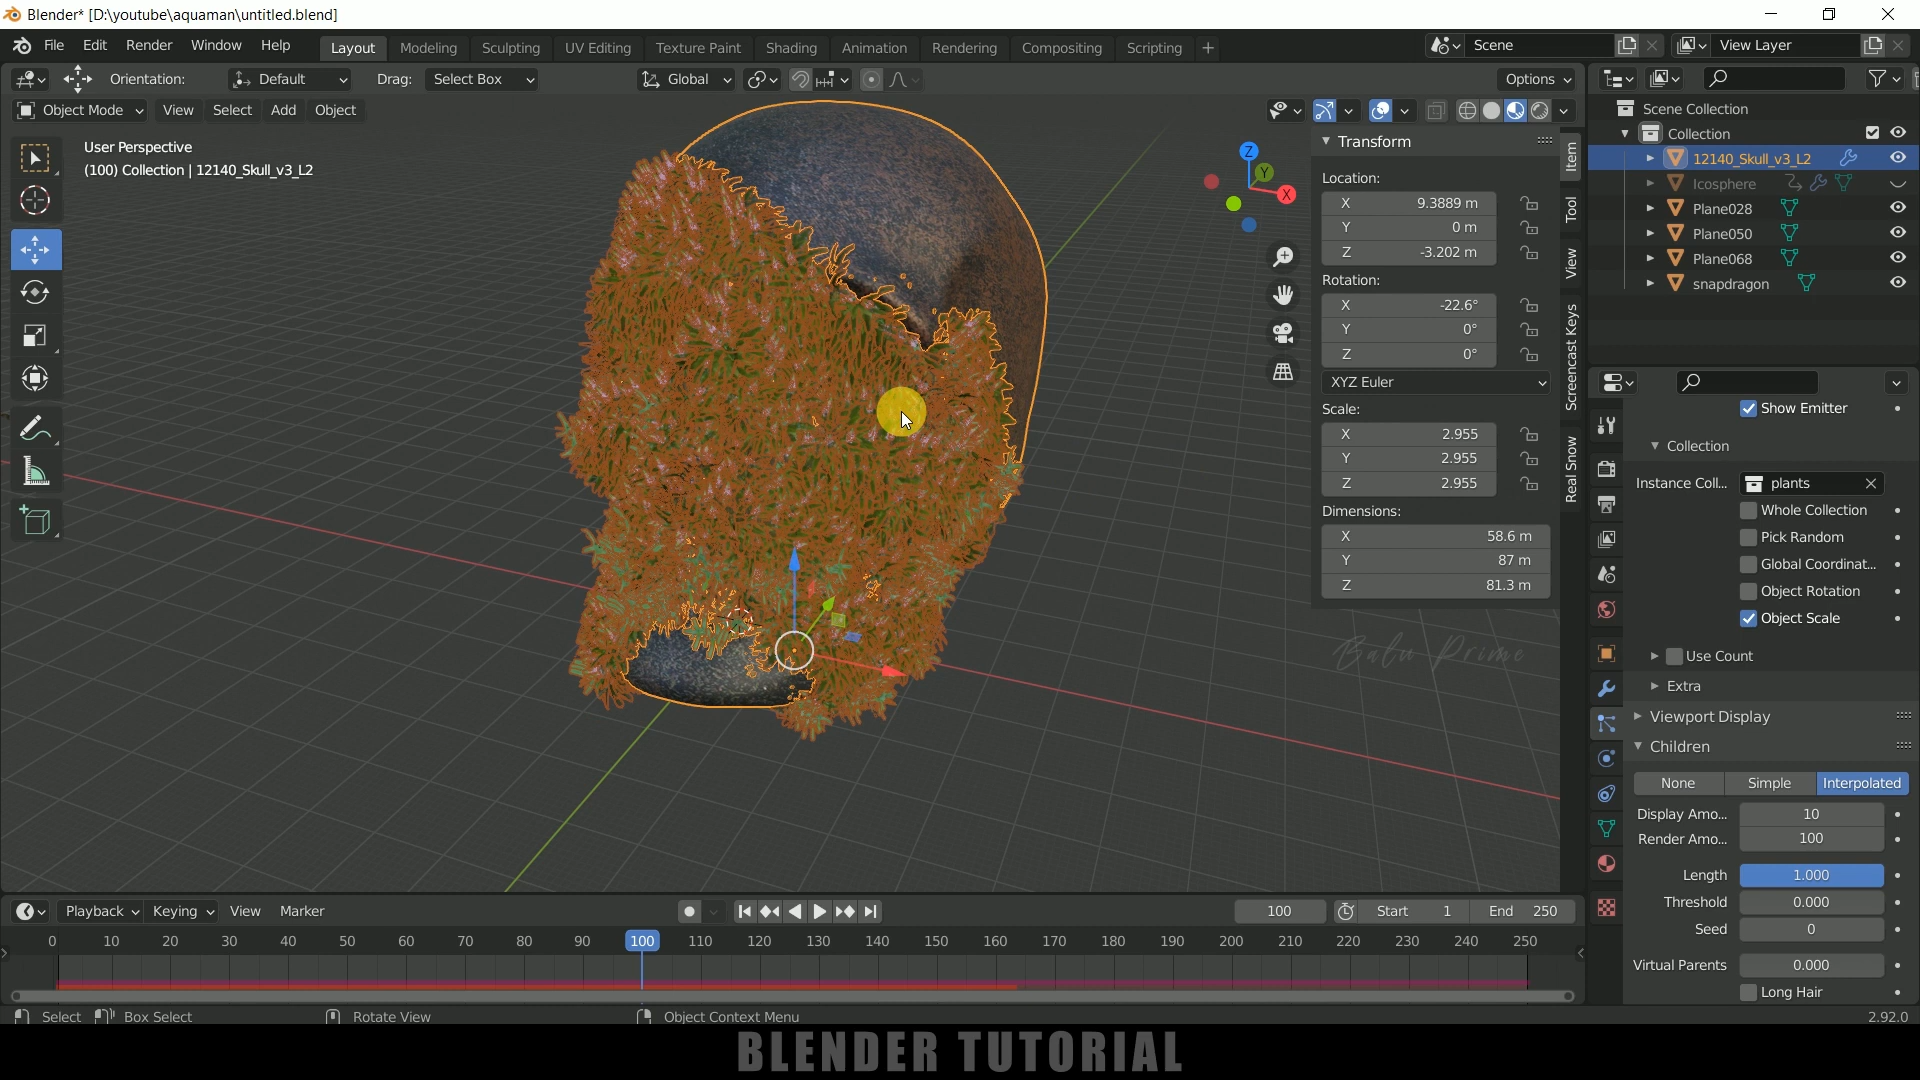 Blender* [D:\youtube\aquaman\untitled.blend]
File Edit Render Window Help Layout Modeling Sculpting UV Editing Texture Paint Shading Animation Rendering Compositing Scripting + Scene View Layer
Orientation: Default Drag: Select Box Global Options
Object Mode View Select Add Object
User Perspective
(100) Collection | 12140_Skull_v3_L2
Z
Y
X
Transform
Location:
X 9.3889 m
Y 0 m
Z -3.202 m
Rotation:
X -22.6°
Y 0°
Z 0°
XYZ Euler
Scale:
X 2.955
Y 2.955
Z 2.955
Dimensions:
X 58.6 m
Y 87 m
Z 81.3 m
Item
Tool
View
Screencast Keys
Real Snow
Balu Prime
Scene Collection
Collection
12140_Skull_v3_L2
Icosphere
Plane028
Plane050
Plane068
snapdragon
Show Emitter
Collection
Instance Coll... plants
Whole Collection
Pick Random
Global Coordinat...
Object Rotation
Object Scale
Use Count
Extra
Viewport Display
Children
None Simple Interpolated
Display Amo... 10
Render Amo... 100
Length 1.000
Threshold 0.000
Seed 0
Virtual Parents 0.000
Long Hair
Playback Keying View Marker 100 Start 1 End 250
0 10 20 30 40 50 60 70 80 90 100 110 120 130 140 150 160 170 180 190 200 210 220 230 240 250
Select Box Select Rotate View Object Context Menu 2.92.0
BLENDER TUTORIAL